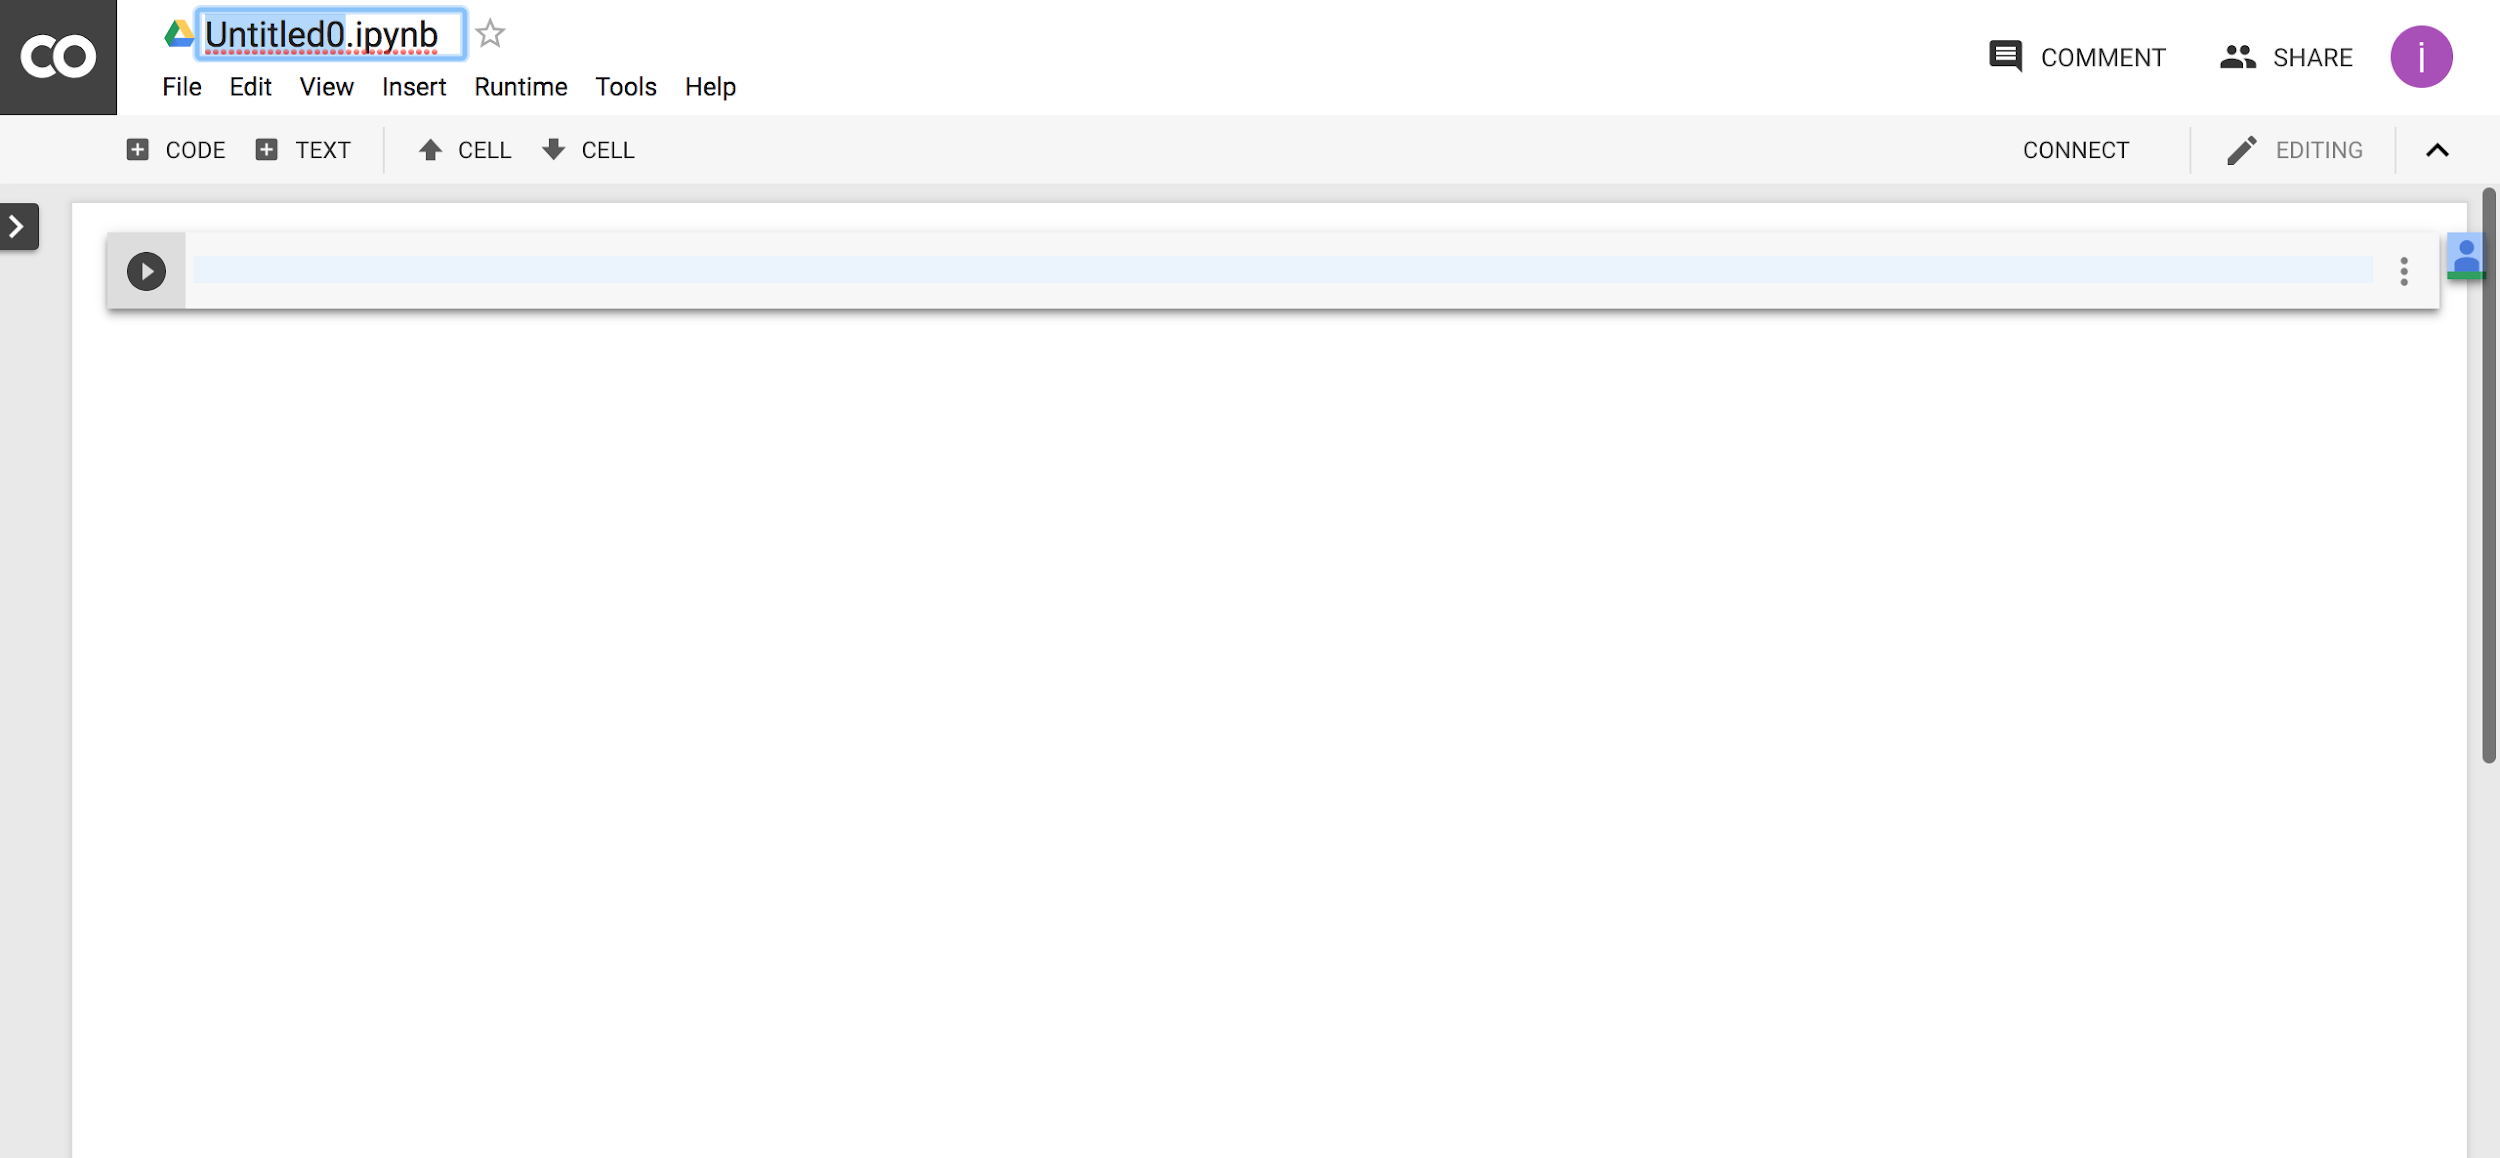 CO
Untitled0.ipynb
File Edit View Insert Runtime Tools Help
COMMENT SHARE i
CODE TEXT CELL CELL CONNECT EDITING